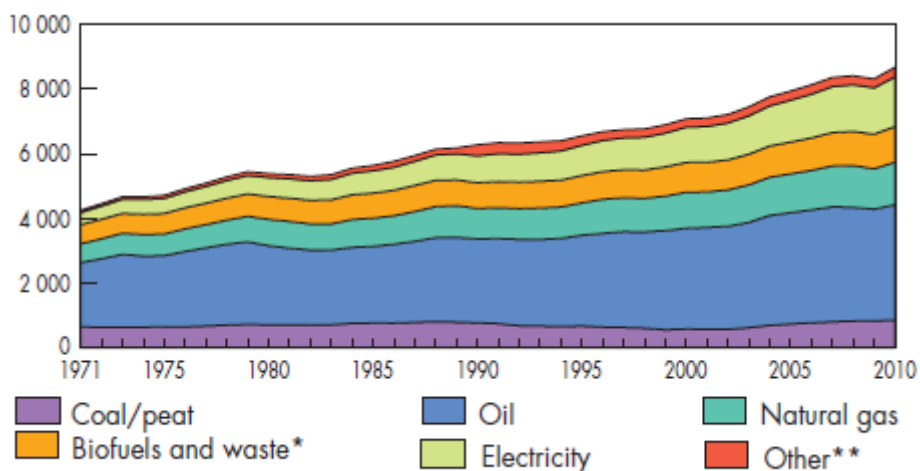 10 000
8 000
6 000
4 000
2 000
0
1971 1975 1980 1985 1990 1995 2000 2005 2010
Coal/peat Oil Natural gas
Biofuels and waste* Electricity Other**